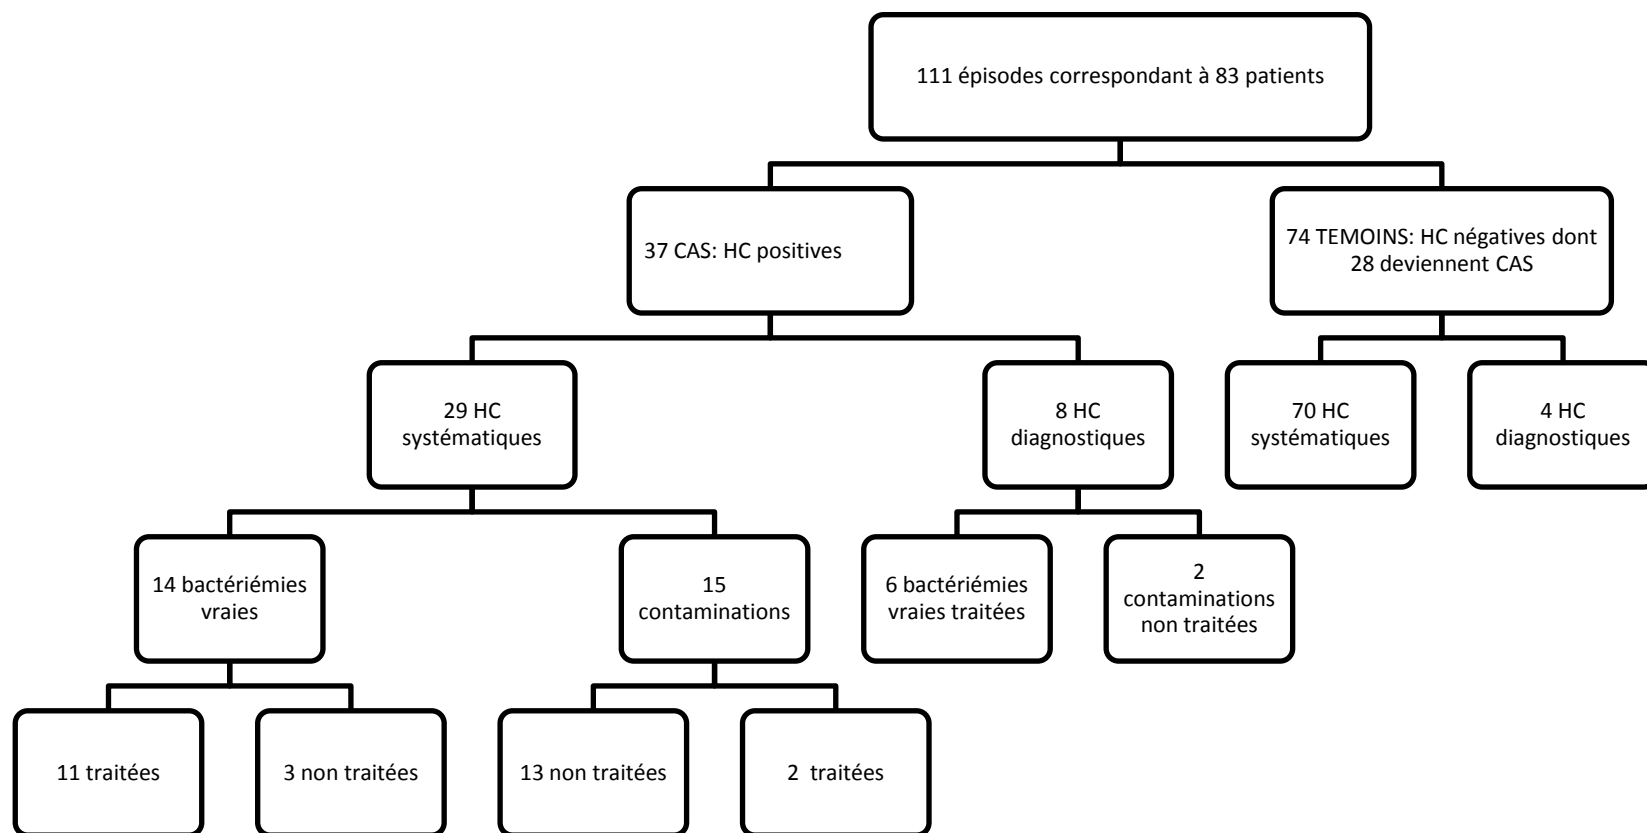 111 épisodes correspondant à 83 patients
37 CAS: HC positives
74 TEMOINS: HC négatives dont
28 deviennent CAS
29 HC
systématiques
8 HC
diagnostiques
70 HC
systématiques
4 HC
diagnostiques
14 bactériémies
vraies
15
contaminations
6 bactériémies
vraies traitées
2
contaminations
non traitées
11 traitées
3 non traitées
13 non traitées
2 traitées